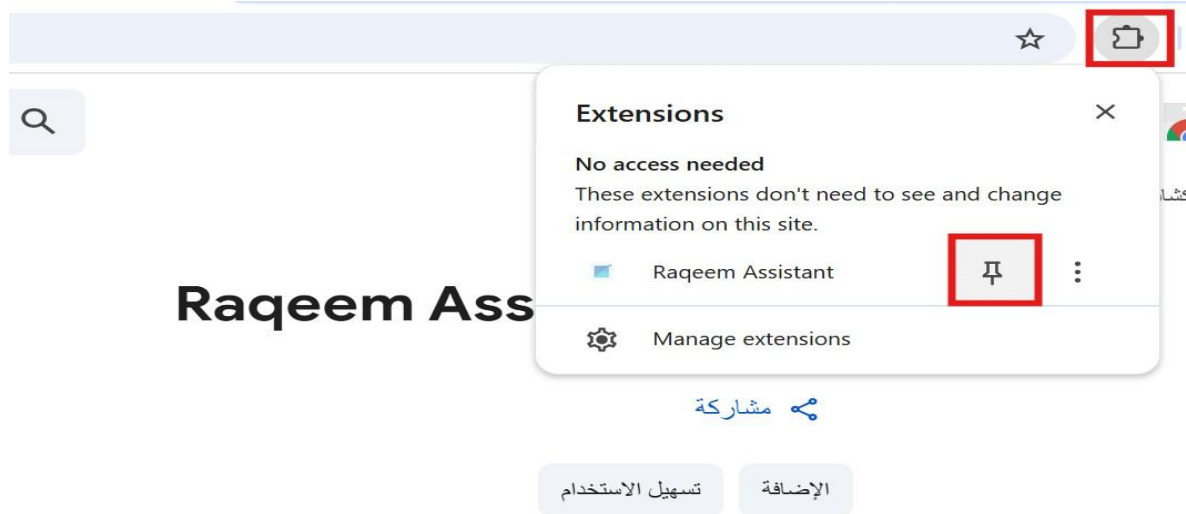 Extensions
No access needed
These extensions don't need to see and change
information on this site.
Raqeem Assistant
Manage extensions
Raqeem Ass
مشاركة
الإضافة
تسهيل الاستخدام